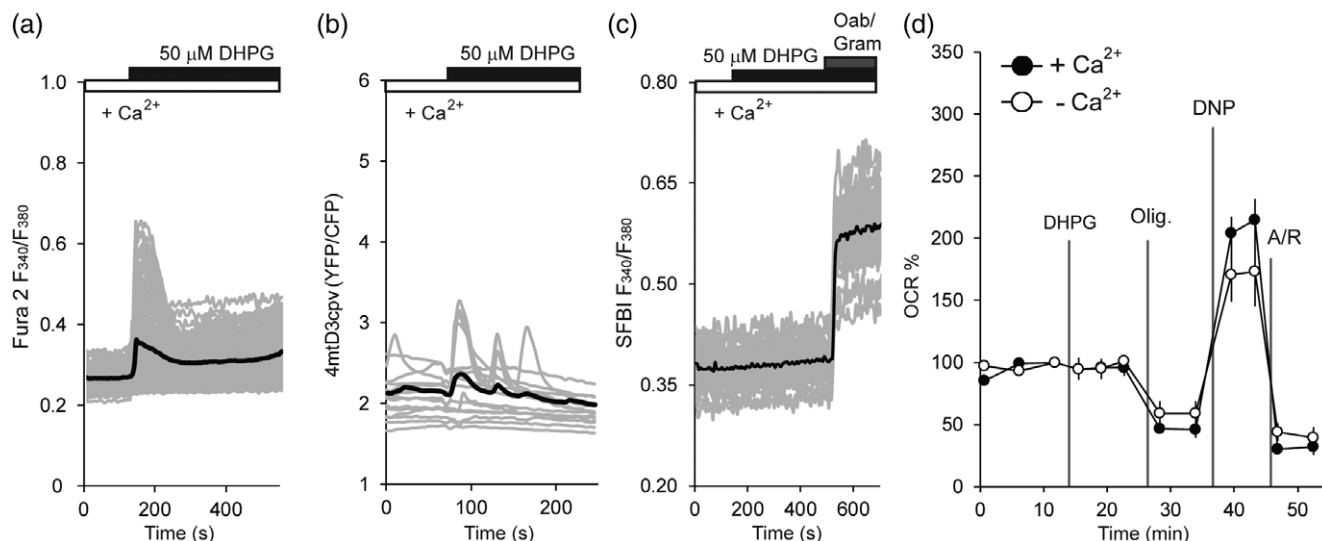 (a)
50 µM DHPG
+ Ca²⁺
1.0
0.8
0.6
0.4
0.2
0
Fura 2 F₃₄₀/F₃₈₀
0 200 400
Time (s)
(b)
50 µM DHPG
+ Ca²⁺
6
5
4
3
2
1
4mtD3cpv (YFP/CFP)
0 100 200
Time (s)
(c)
Oab/
Gram
50 µM DHPG
+ Ca²⁺
0.80
0.65
0.50
0.35
0.20
SFBI F₃₄₀/F₃₈₀
0 200 400 600
Time (s)
(d)
350
300
250
200
150
100
50
0
OCR %
+ Ca²⁺
- Ca²⁺
DHPG
Olig.
DNP
A/R
0 10 20 30 40 50
Time (min)